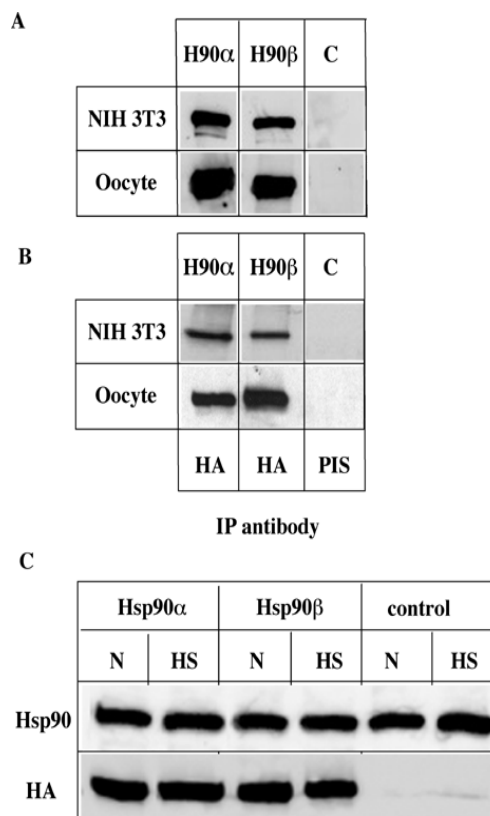 A
H90α H90β C
NIH 3T3
Oocyte
B
H90α H90β C
NIH 3T3
Oocyte
HA HA PIS
IP antibody
C
Hsp90α Hsp90β control
N HS N HS N HS
Hsp90
HA